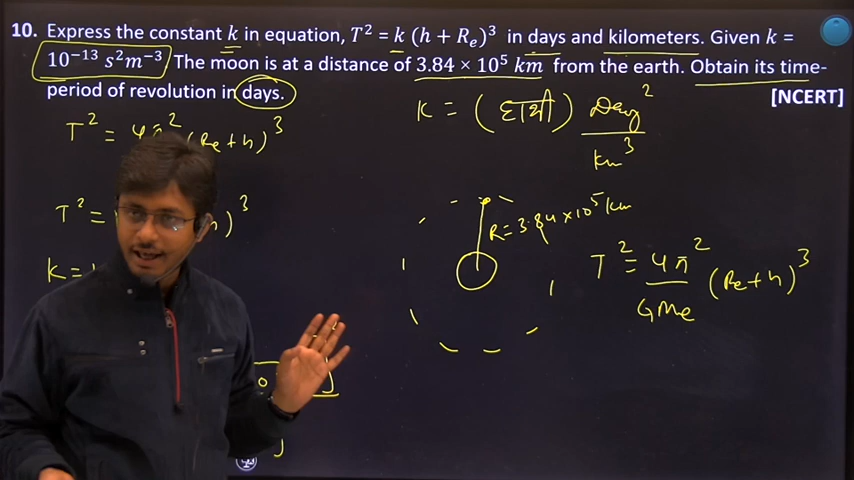 10. Express the constant k in equation, T² = k (h + Rₑ)³ in days and kilometers. Given k =
10⁻¹³ s²m⁻³ The moon is at a distance of 3.84 × 10⁵ km from the earth. Obtain its time-
period of revolution in days.
[NCERT]
K = (हाथी) Day²/km³
T² = 4π² (Re+h)³
T² =
)³
K =
R = 3.84 × 10⁵ km
T² = 4π²/GMe (Re+h)³